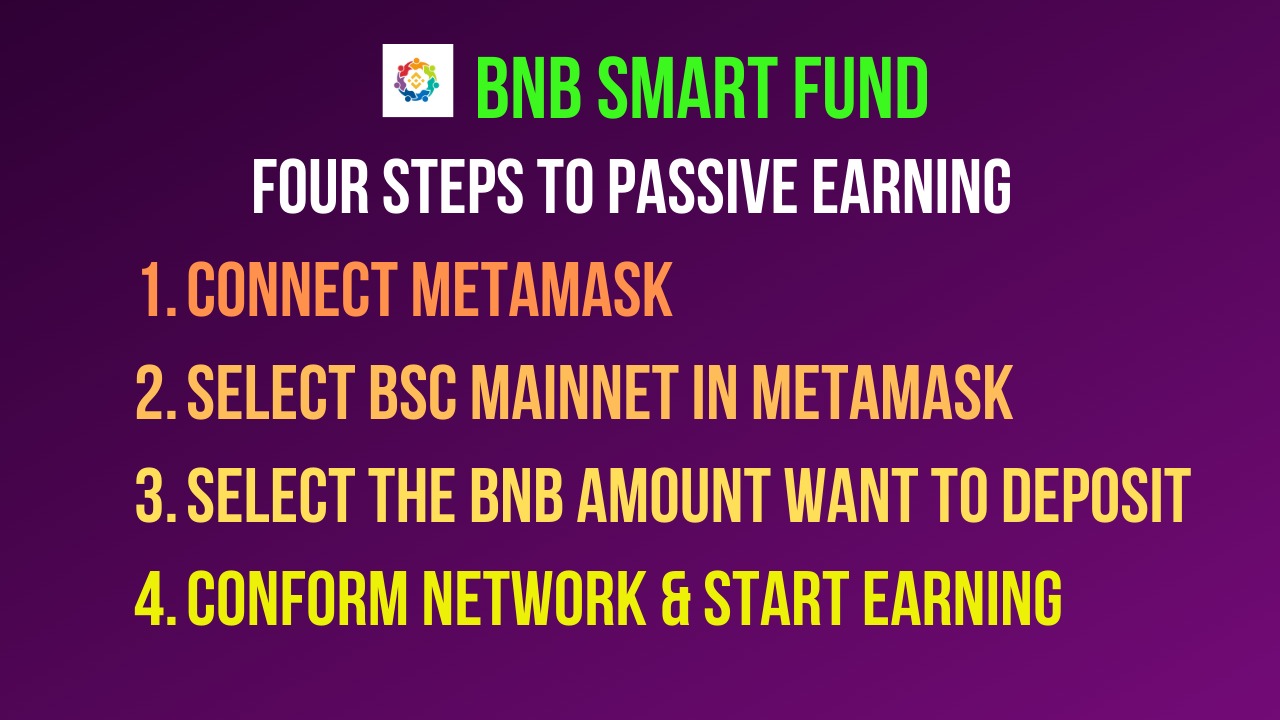 BNB SMART FUND
FOUR STEPS TO PASSIVE EARNING
1. CONNECT METAMASK
2. SELECT BSC MAINNET IN METAMASK
3. SELECT THE BNB AMOUNT WANT TO DEPOSIT
4. CONFORM NETWORK & START EARNING